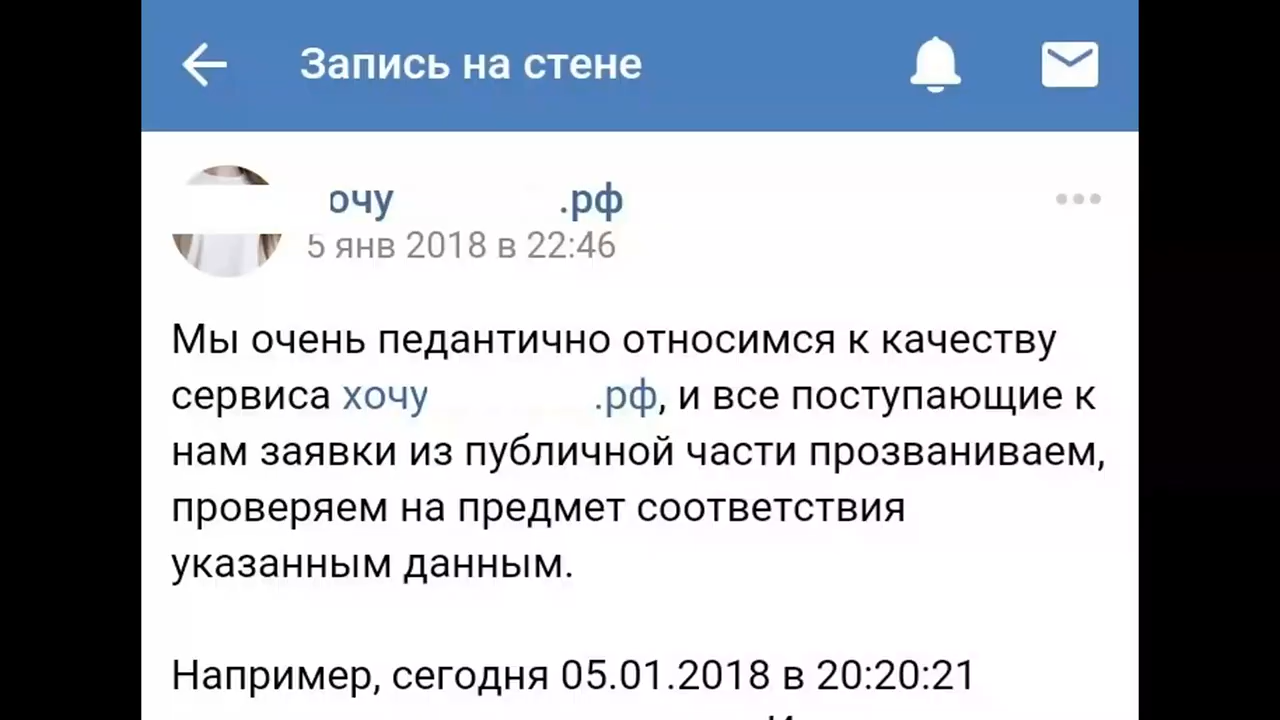 Запись на стене
очу .рф
5 янв 2018 в 22:46
Мы очень педантично относимся к качеству
сервиса хочу .рф, и все поступающие к
нам заявки из публичной части прозваниваем,
проверяем на предмет соответствия
указанным данным.
Например, сегодня 05.01.2018 в 20:20:21